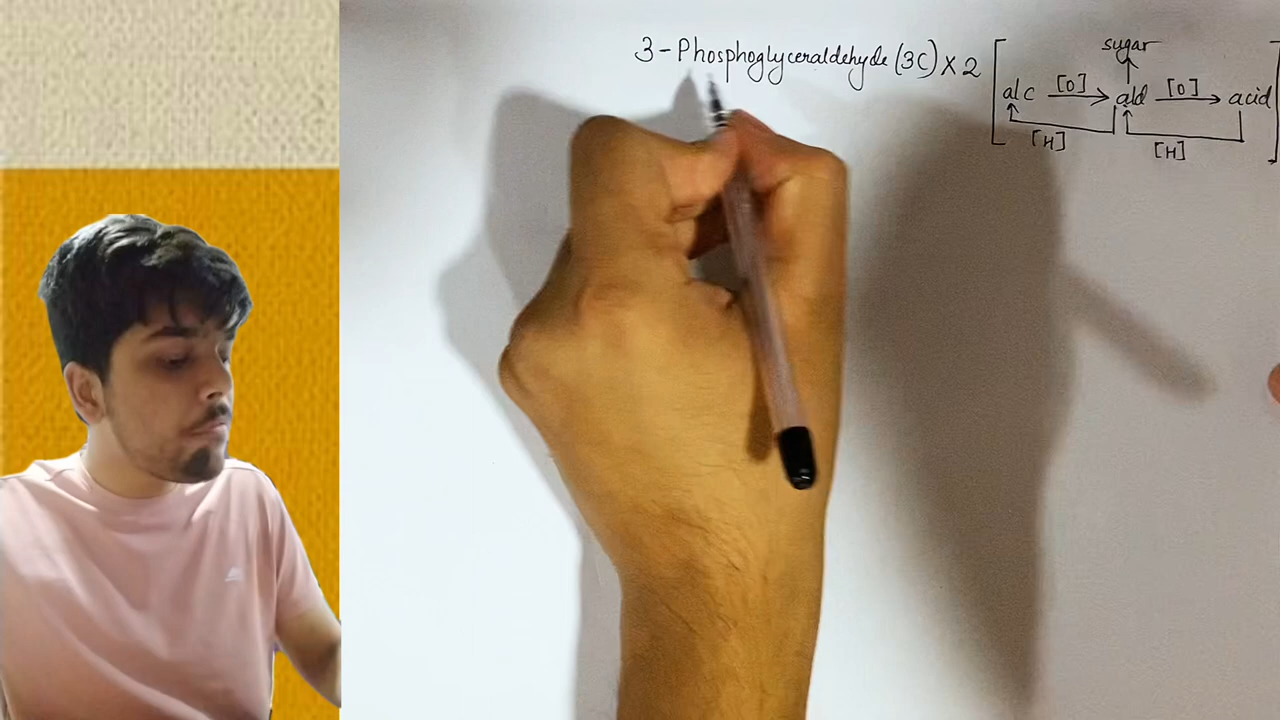 3-Phosphoglyceraldehyde (3C) X 2
sugar
alc [O] ald [O] acid
[H] [H]